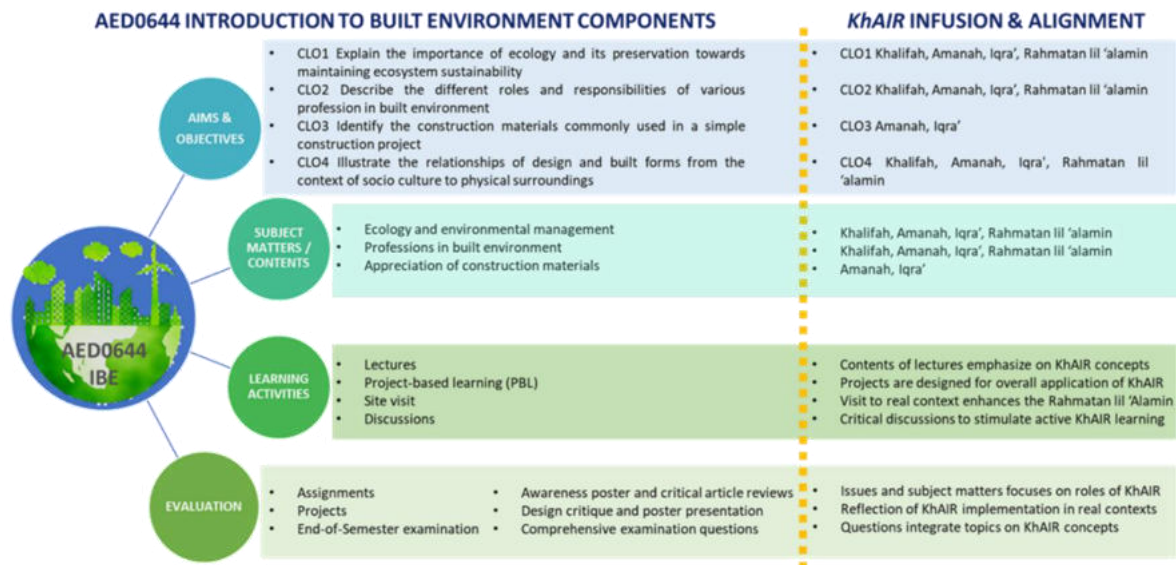 AED0644 INTRODUCTION TO BUILT ENVIRONMENT COMPONENTS
KhAIR INFUSION & ALIGNMENT
AIMS &
OBJECTIVES
• CLO1 Explain the importance of ecology and its preservation towards
maintaining ecosystem sustainability
• CLO2 Describe the different roles and responsibilities of various
profession in built environment
• CLO3 Identify the construction materials commonly used in a simple
construction project
• CLO4 Illustrate the relationships of design and built forms from the
context of socio culture to physical surroundings
• CLO1 Khalifah, Amanah, Iqra’, Rahmatan lil ‘alamin
• CLO2 Khalifah, Amanah, Iqra’, Rahmatan lil ‘alamin
• CLO3 Amanah, Iqra’
• CLO4 Khalifah, Amanah, Iqra’, Rahmatan lil
‘alamin
SUBJECT
MATTERS /
CONTENTS
• Ecology and environmental management
• Professions in built environment
• Appreciation of construction materials
• Khalifah, Amanah, Iqra’, Rahmatan lil ‘alamin
• Khalifah, Amanah, Iqra’, Rahmatan lil ‘alamin
• Amanah, Iqra’
AED0644
IBE
LEARNING
ACTIVITIES
• Lectures
• Project-based learning (PBL)
• Site visit
• Discussions
• Contents of lectures emphasize on KhAIR concepts
• Projects are designed for overall application of KhAIR
• Visit to real context enhances the Rahmatan lil ‘Alamin
• Critical discussions to stimulate active KhAIR learning
EVALUATION
• Assignments
• Projects
• End-of-Semester examination
• Awareness poster and critical article reviews
• Design critique and poster presentation
• Comprehensive examination questions
• Issues and subject matters focuses on roles of KhAIR
• Reflection of KhAIR implementation in real contexts
• Questions integrate topics on KhAIR concepts